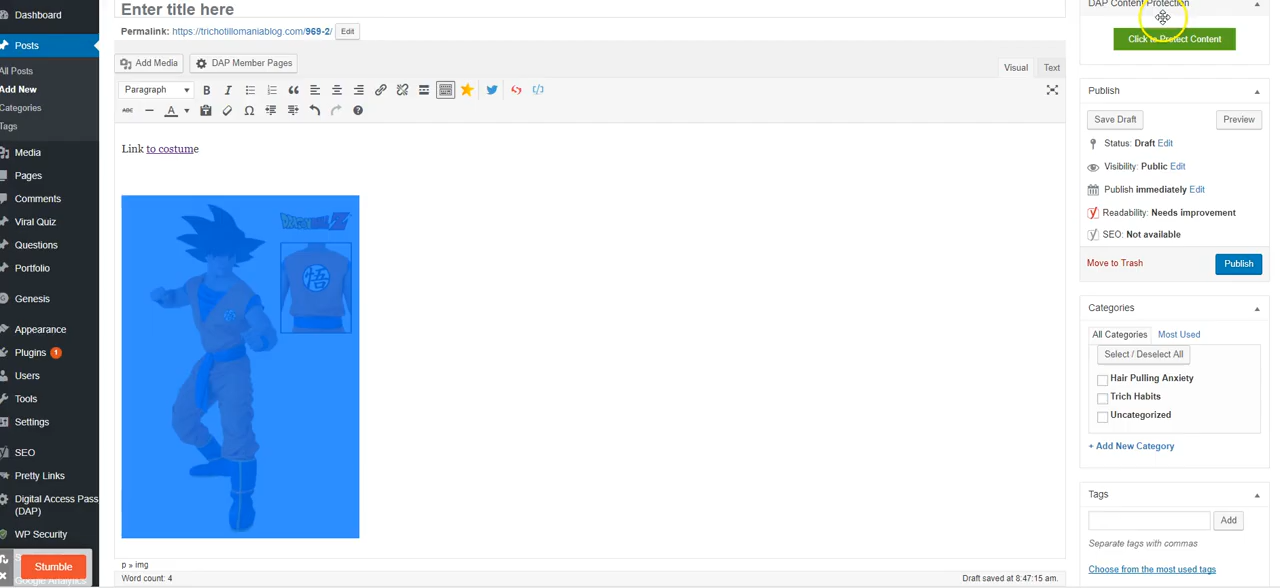 Dashboard
Posts
All Posts
Add New
Categories
Tags
Media
Pages
Comments
Viral Quiz
Questions
Portfolio
Genesis
Appearance
Plugins 1
Users
Tools
Settings
SEO
Pretty Links
Digital Access Pass
(DAP)
WP Security
Stumble
Google Analytics
Enter title here
Permalink: https://trichotillomaniablog.com/969-2/ Edit
Add Media DAP Member Pages
Visual Text
Paragraph B I
ABC A Ω
Link to costume
DRAGONBALL Z
悟
p » img
Word count: 4 Draft saved at 8:47:15 am.
DAP Content Protection
Click to Protect Content
Publish
Save Draft Preview
Status: Draft Edit
Visibility: Public Edit
Publish immediately Edit
Readability: Needs improvement
SEO: Not available
Move to Trash Publish
Categories
All Categories Most Used
Select / Deselect All
Hair Pulling Anxiety
Trich Habits
Uncategorized
+ Add New Category
Tags
Add
Separate tags with commas
Choose from the most used tags